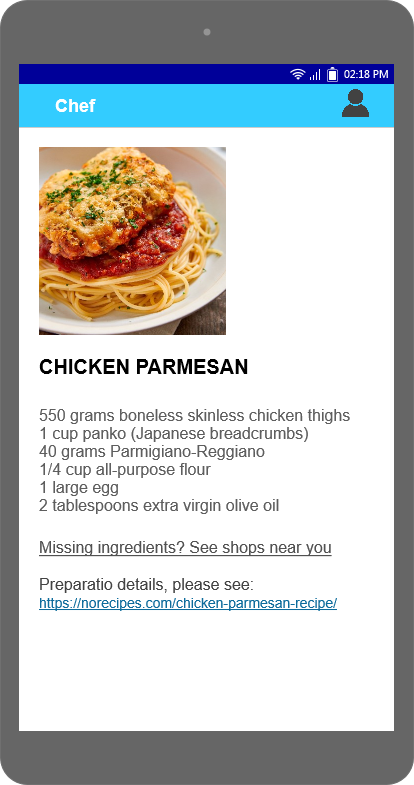 02:18 PM
Chef
CHICKEN PARMESAN
550 grams boneless skinless chicken thighs
1 cup panko (Japanese breadcrumbs)
40 grams Parmigiano-Reggiano
1/4 cup all-purpose flour
1 large egg
2 tablespoons extra virgin olive oil
Missing ingredients? See shops near you
Preparatio details, please see:
https://norecipes.com/chicken-parmesan-recipe/